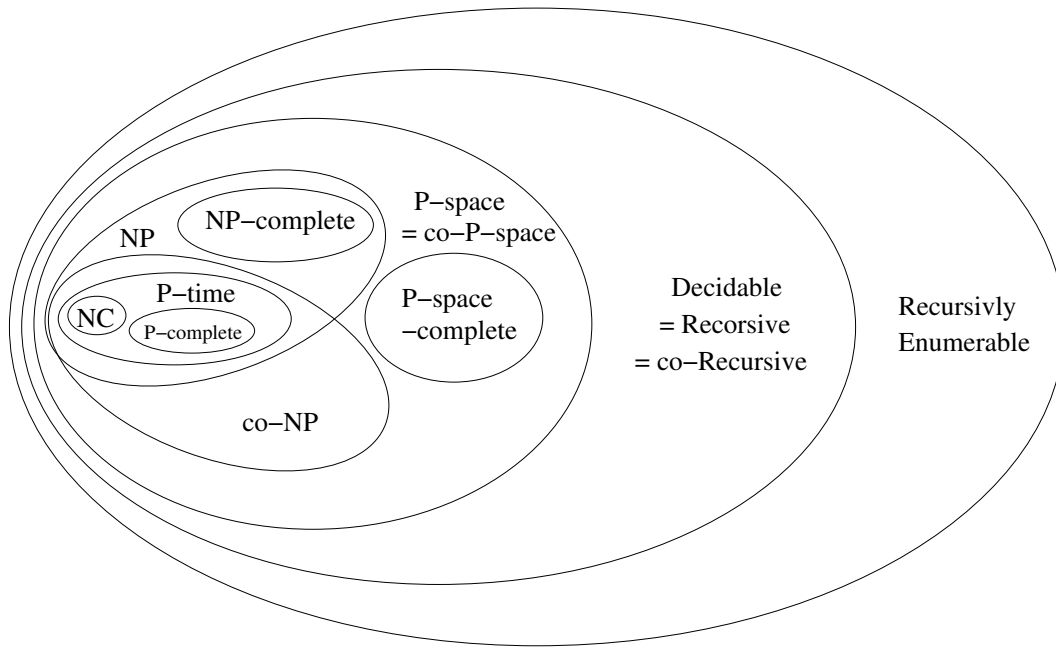 P−space
= co−P−space
NP−complete
NP
P−time
NC
P−complete
P−space
−complete
co−NP
Decidable
= Recorsive
= co−Recursive
Recursivly
Enumerable